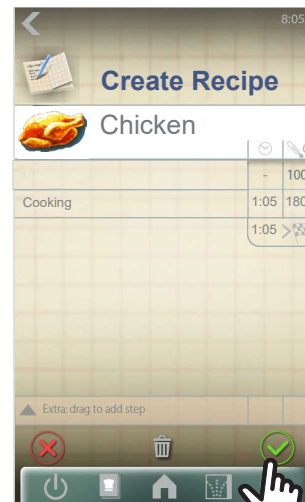 8:05
Create Recipe
Chicken
- 100
Cooking 1:05 180
1:05
Extra: drag to add step